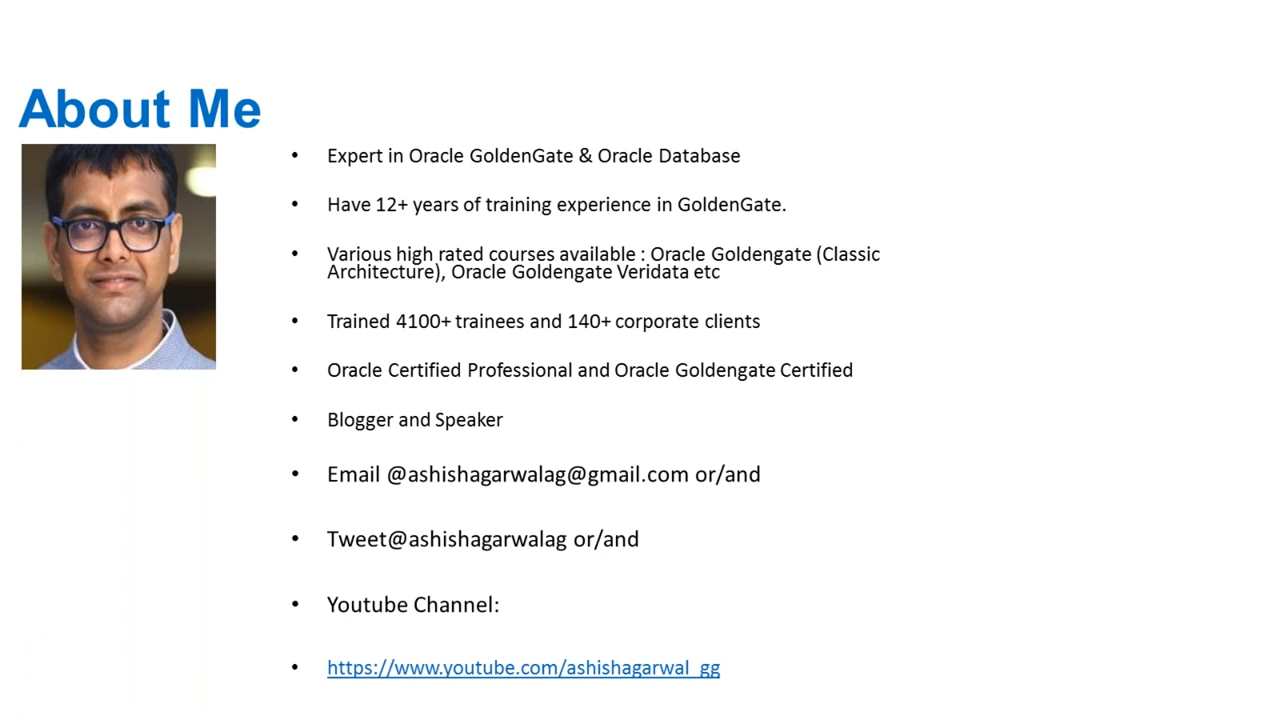 About Me
• Expert in Oracle GoldenGate & Oracle Database
• Have 12+ years of training experience in GoldenGate.
• Various high rated courses available : Oracle Goldengate (Classic
Architecture), Oracle Goldengate Veridata etc
• Trained 4100+ trainees and 140+ corporate clients
• Oracle Certified Professional and Oracle Goldengate Certified
• Blogger and Speaker
• Email @ashishagarwalag@gmail.com or/and
• Tweet@ashishagarwalag or/and
• Youtube Channel:
• https://www.youtube.com/ashishagarwal_gg